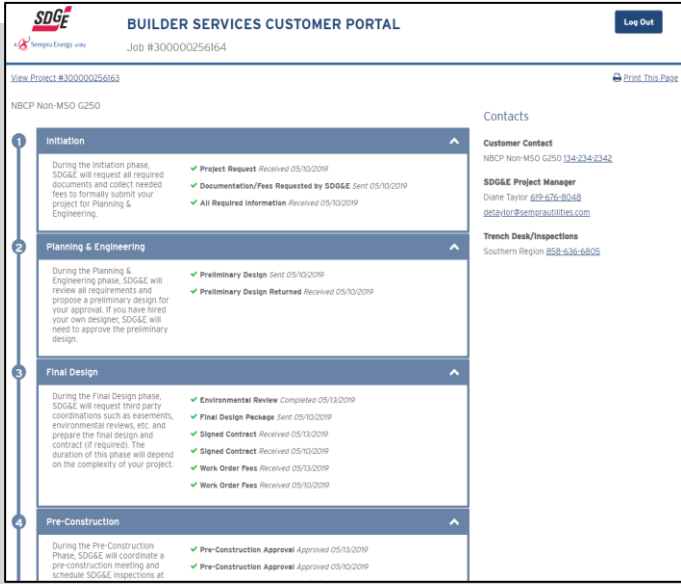 SDGE
A Sempra Energy utility
BUILDER SERVICES CUSTOMER PORTAL
Job #300000256164
Log Out
View Project #300000256163
Print This Page
NBCP Non-MSO G250
1
Initiation
During the Initiation phase,
SDG&E will request all required
documents and collect needed
fees to formally submit your
project for Planning &
Engineering.
Project Request Received 05/10/2019
Documentation/Fees Requested by SDG&E Sent 05/10/2019
All Required Information Received 05/10/2019
2
Planning & Engineering
During the Planning &
Engineering phase, SDG&E will
review all requirements and
propose a preliminary design for
your approval. If you have hired
your own designer, SDG&E will
need to approve the preliminary
design.
Preliminary Design Sent 05/10/2019
Preliminary Design Returned Received 05/10/2019
3
Final Design
During the Final Design phase,
SDG&E will request third party
coordinations such as easements,
environmental reviews, etc. and
prepare the final design and
contract (if required). The
duration of this phase will depend
on the complexity of your project.
Environmental Review Completed 05/13/2019
Final Design Package Sent 05/10/2019
Signed Contract Received 05/13/2019
Signed Contract Received 05/10/2019
Work Order Fees Received 05/13/2019
Work Order Fees Received 05/10/2019
4
Pre-Construction
During the Pre-Construction
Phase, SDG&E will coordinate a
pre-construction meeting and
schedule SDG&E inspections at
Pre-Construction Approval Approved 05/13/2019
Pre-Construction Approval Approved 05/10/2019
Contacts
Customer Contact
NBCP Non-MSO G250 134-234-2342
SDG&E Project Manager
Diane Taylor 619-676-8048
detaylor@semprautilities.com
Trench Desk/Inspections
Southern Region 858-636-6805